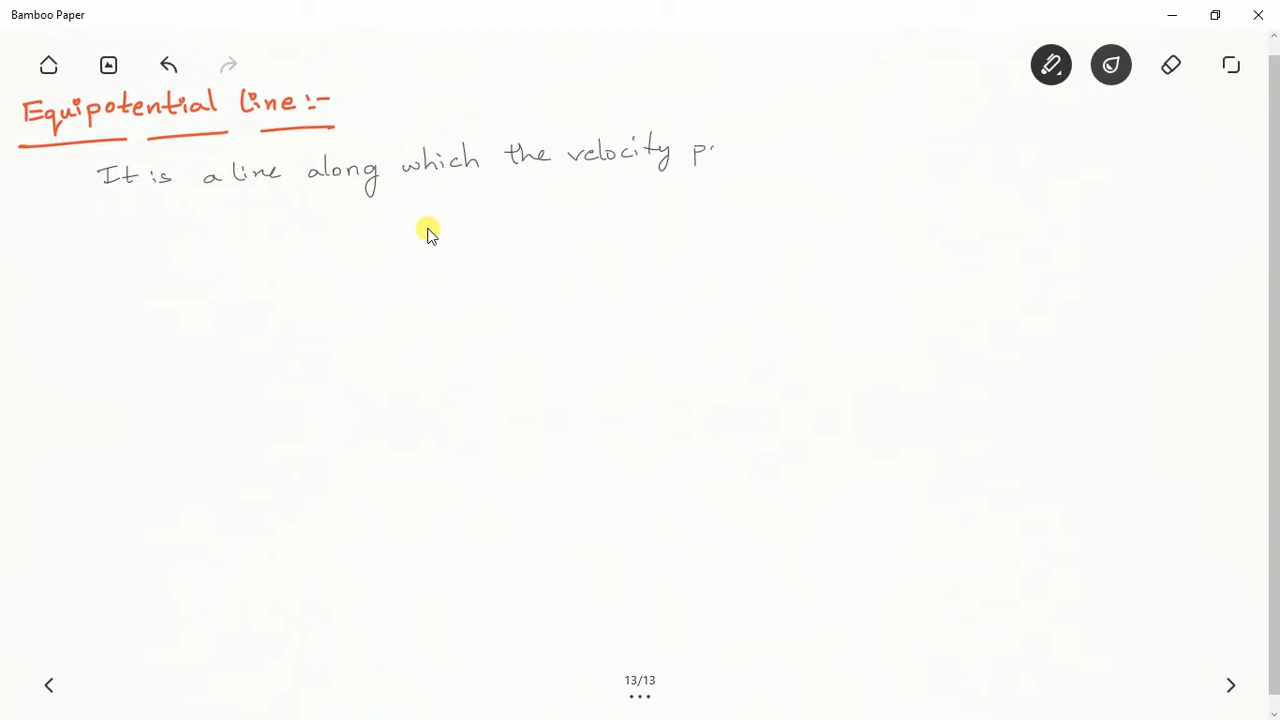 Bamboo Paper
Equipotential line:-
It is a line along which the velocity p
13/13